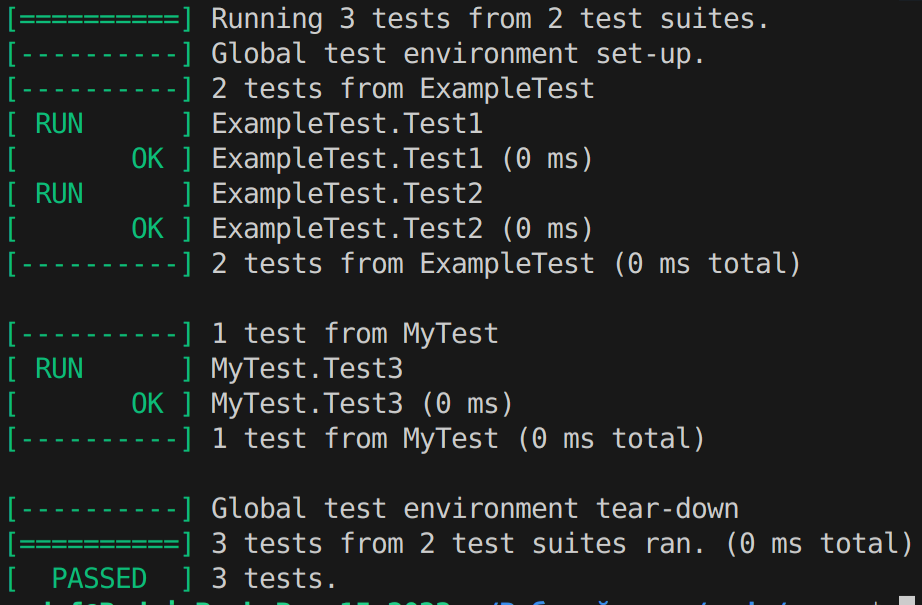 [==========] Running 3 tests from 2 test suites.
[----------] Global test environment set-up.
[----------] 2 tests from ExampleTest
[ RUN      ] ExampleTest.Test1
[       OK ] ExampleTest.Test1 (0 ms)
[ RUN      ] ExampleTest.Test2
[       OK ] ExampleTest.Test2 (0 ms)
[----------] 2 tests from ExampleTest (0 ms total)
[----------] 1 test from MyTest
[ RUN      ] MyTest.Test3
[       OK ] MyTest.Test3 (0 ms)
[----------] 1 test from MyTest (0 ms total)
[----------] Global test environment tear-down
[==========] 3 tests from 2 test suites ran. (0 ms total)
[  PASSED  ] 3 tests.